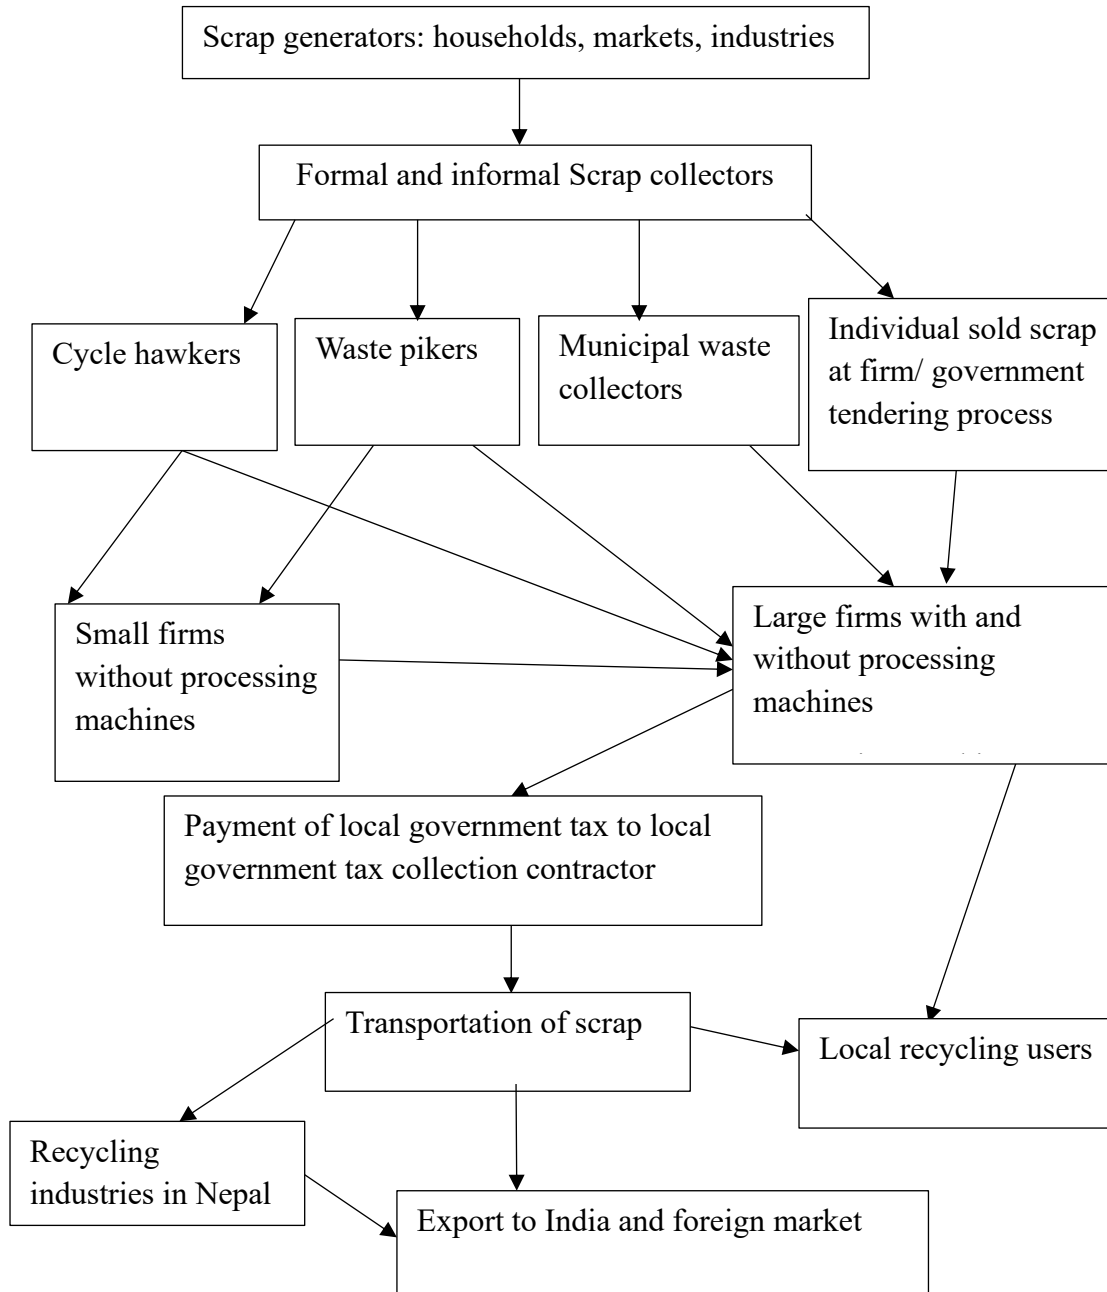 Scrap generators: households, markets, industries
Formal and informal Scrap collectors
Cycle hawkers
Waste pikers
Municipal waste
collectors
Individual sold scrap
at firm/ government
tendering process
Small firms
without processing
machines
Large firms with and
without processing
machines
Payment of local government tax to local
government tax collection contractor
Transportation of scrap
Local recycling users
Recycling
industries in Nepal
Export to India and foreign market